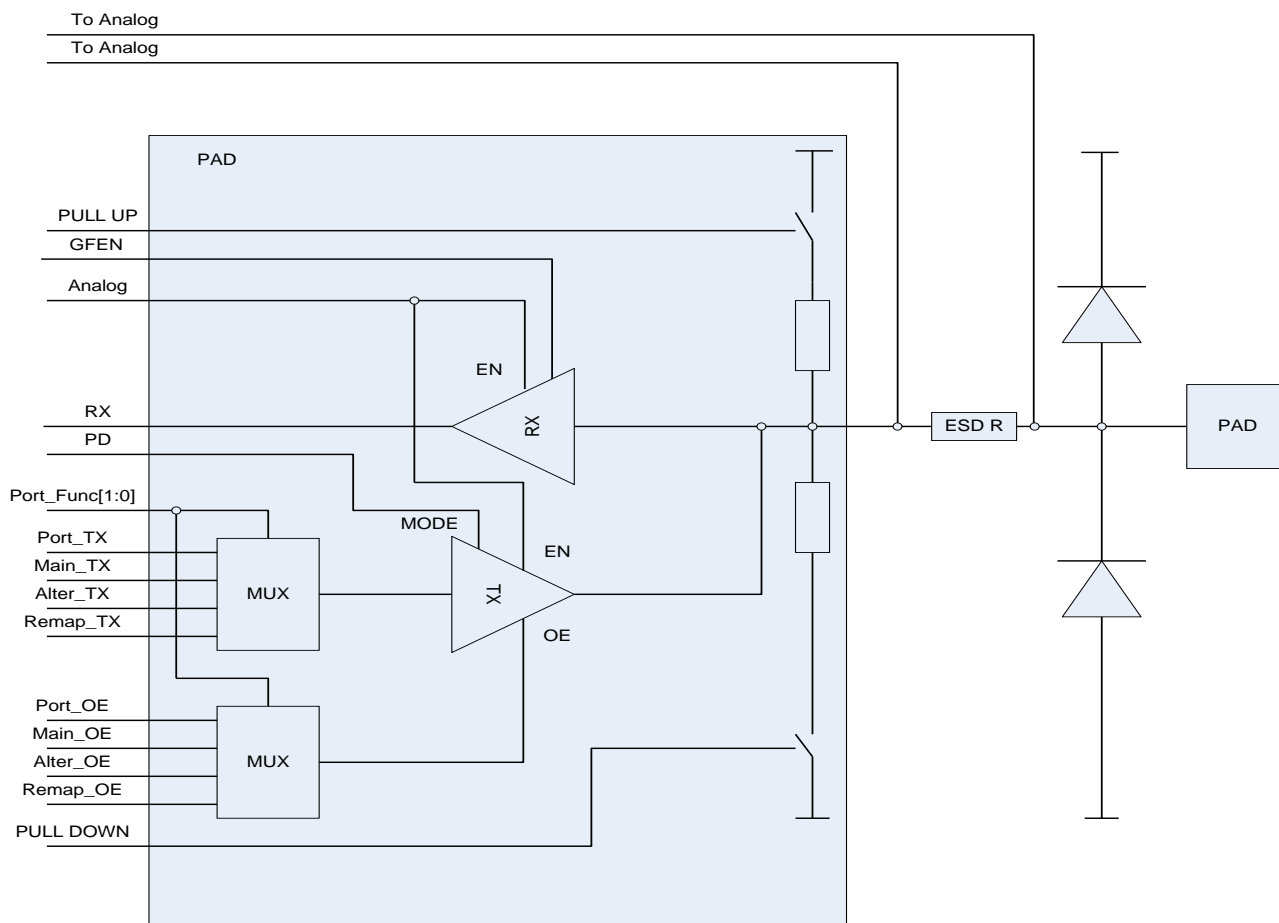 To Analog
To Analog
PAD
PULL UP
GFEN
Analog
EN
RX
RX
PD
PAD
ESD R
Port_Func[1:0]
MODE
EN
Port_TX
Main_TX
Alter_TX
Remap_TX
MUX
TX
OE
Port_OE
Main_OE
Alter_OE
Remap_OE
MUX
PULL DOWN